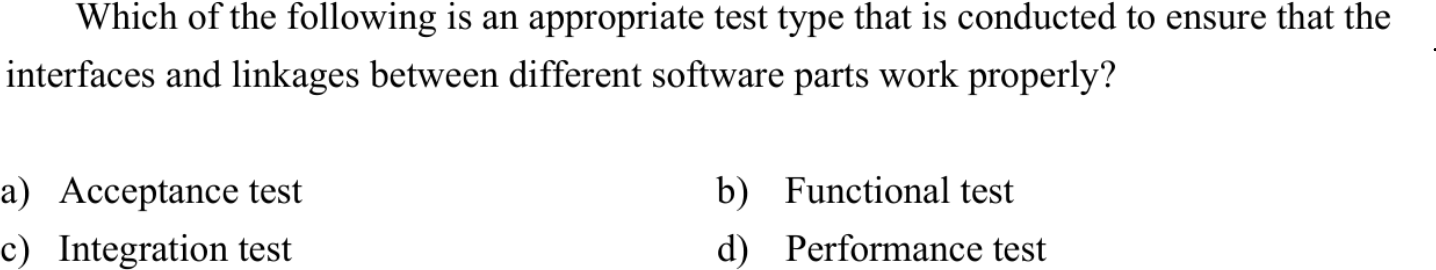 Which of the following is an appropriate test type that is conducted to ensure that the
interfaces and linkages between different software parts work properly?
a) Acceptance test b) Functional test
c) Integration test d) Performance test